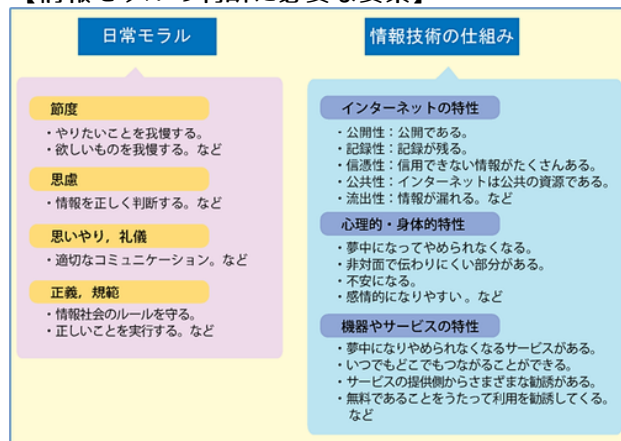 【情報モラルの判断に必要な要素】
日常モラル
節度
・やりたいことを我慢する。
・欲しいものを我慢する。など
思慮
・情報を正しく判断する。など
思いやり，礼儀
・適切なコミュニケーション。など
正義，規範
・情報社会のルールを守る。
・正しいことを実行する。など
情報技術の仕組み
インターネットの特性
・公開性：公開である。
・記録性：記録が残る。
・信憑性：信用できない情報がたくさんある。
・公共性：インターネットは公共の資源である。
・流出性：情報が漏れる。など
心理的・身体的特性
・夢中になってやめられなくなる。
・非対面で伝わりにくい部分がある。
・不安になる。
・感情的になりやすい。など
機器やサービスの特性
・夢中になりやめられなくなるサービスがある。
・いつでもどこでもつながることができる。
・サービスの提供側からさまざまな勧誘がある。
・無料であることをうたって利用を勧誘してくる。
など